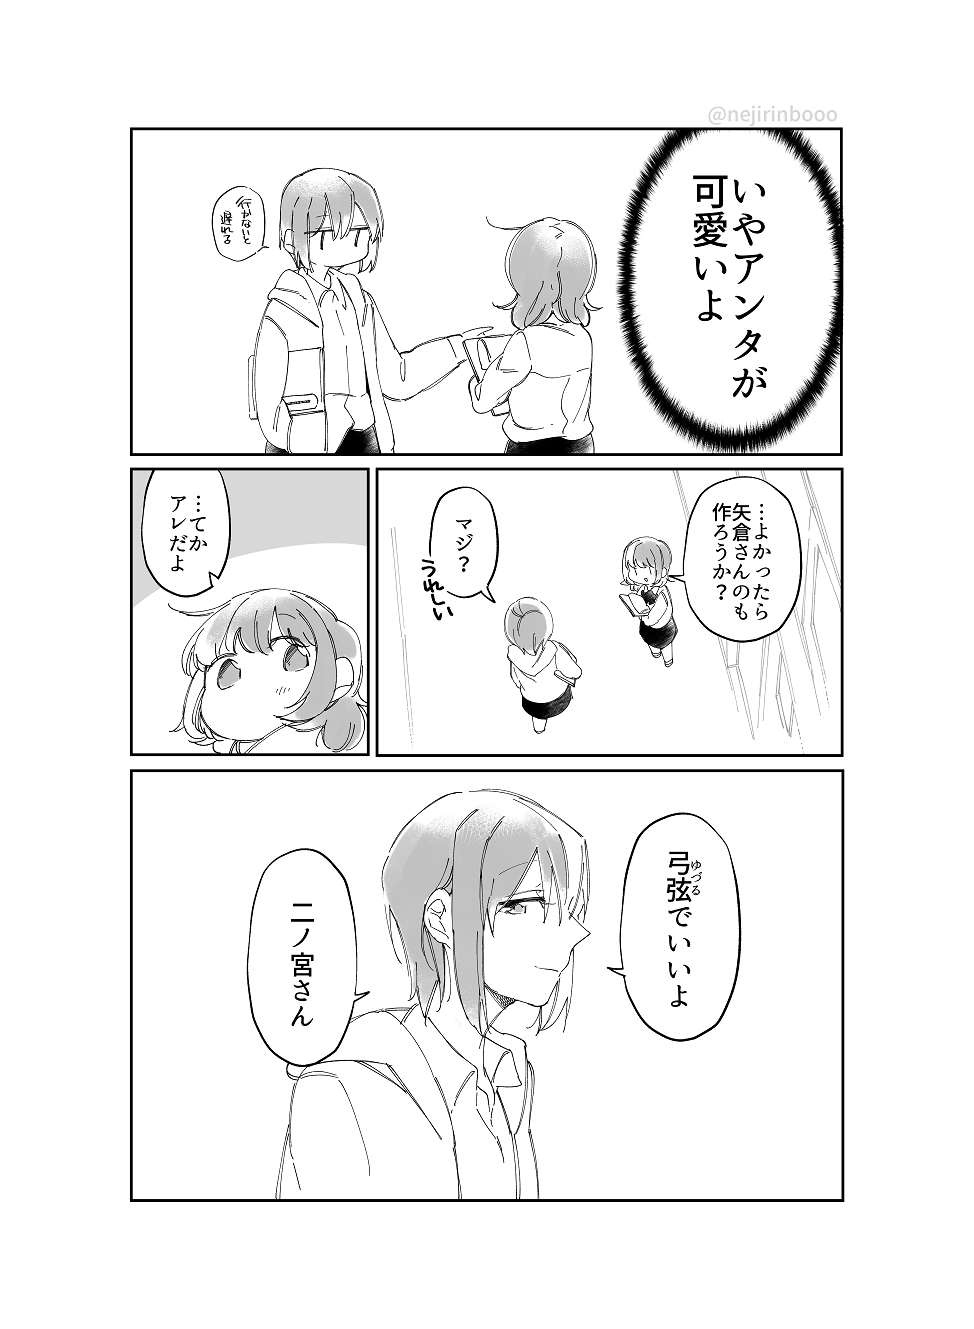 @nejirinbooo
いやアンタが
可愛いよ
行かないと
遅れる
…よかったら
矢倉さんのも
作ろうか？
マジ？
うれしい
…てか
アレだよ
弓弦でいいよ
ゆづる
二ノ宮さん